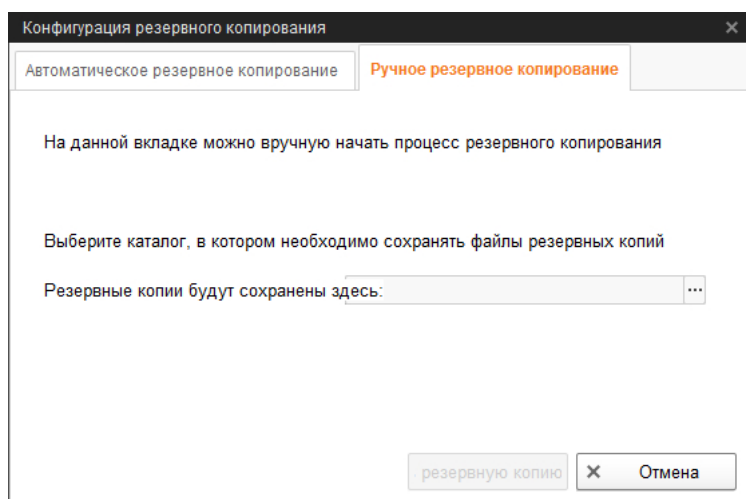 Конфигурация резервного копирования
Автоматическое резервное копирование
Ручное резервное копирование
На данной вкладке можно вручную начать процесс резервного копирования
Выберите каталог, в котором необходимо сохранять файлы резервных копий
Резервные копии будут сохранены здесь:
...
резервную копию
Отмена